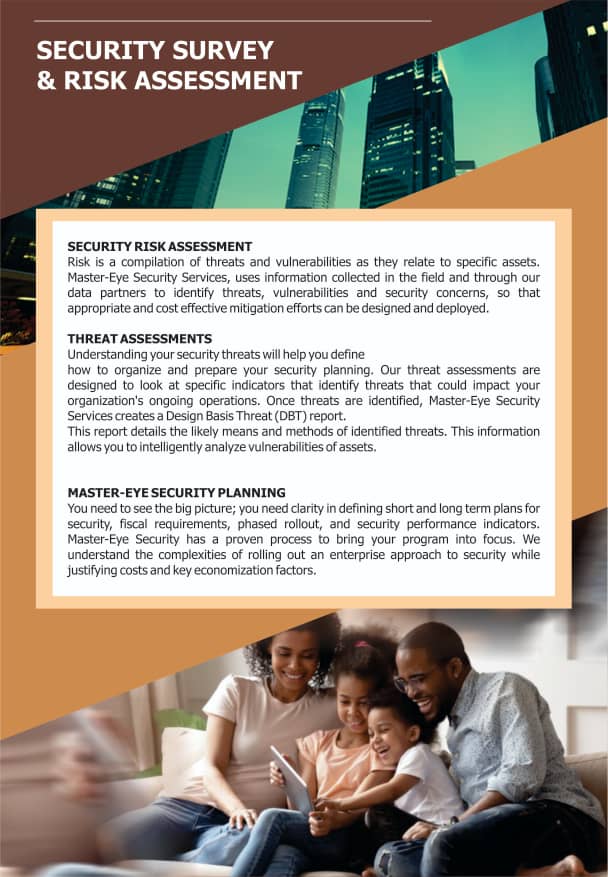 SECURITY SURVEY
& RISK ASSESSMENT
SECURITY RISK ASSESSMENT
Risk is a compilation of threats and vulnerabilities as they relate to specific assets.
Master-Eye Security Services, uses information collected in the field and through our
data partners to identify threats, vulnerabilities and security concerns, so that
appropriate and cost effective mitigation efforts can be designed and deployed.
THREAT ASSESSMENTS
Understanding your security threats will help you define
how to organize and prepare your security planning. Our threat assessments are
designed to look at specific indicators that identify threats that could impact your
organization's ongoing operations. Once threats are identified, Master-Eye Security
Services creates a Design Basis Threat (DBT) report.
This report details the likely means and methods of identified threats. This information
allows you to intelligently analyze vulnerabilities of assets.
MASTER-EYE SECURITY PLANNING
You need to see the big picture; you need clarity in defining short and long term plans for
security, fiscal requirements, phased rollout, and security performance indicators.
Master-Eye Security has a proven process to bring your program into focus. We
understand the complexities of rolling out an enterprise approach to security while
justifying costs and key economization factors.